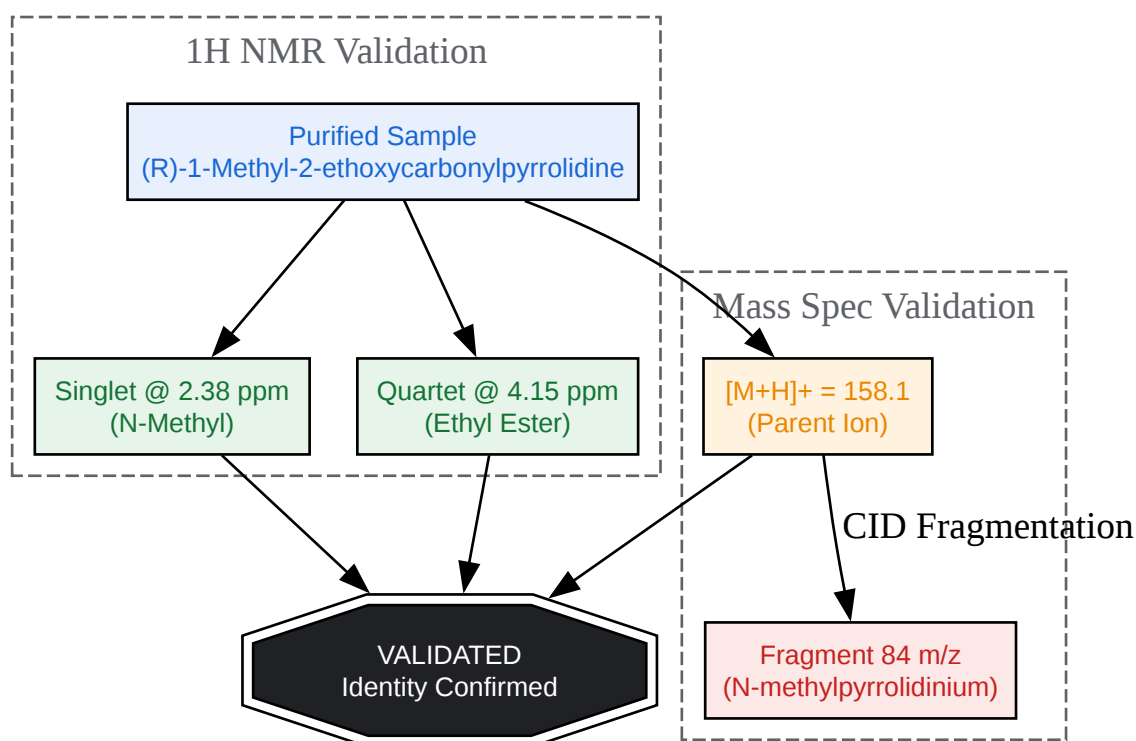 1H NMR Validation
Purified Sample
(R)-1-Methyl-2-ethoxycarbonylpyrrolidine
Mass Spec Validation
Singlet @ 2.38 ppm
(N-Methyl)
Quartet @ 4.15 ppm
(Ethyl Ester)
[M+H]+ = 158.1
(Parent Ion)
CID Fragmentation
VALIDATED
Identity Confirmed
Fragment 84 m/z
(N-methylpyrrolidinium)